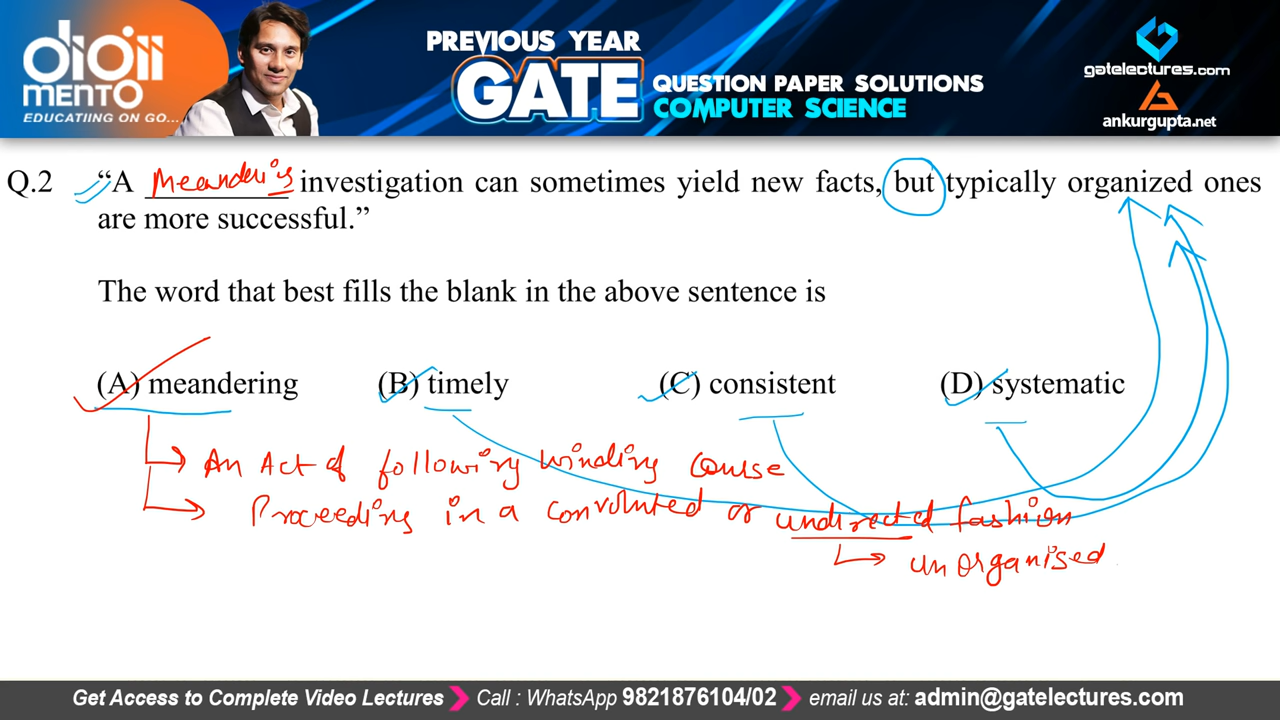 digii
MENTO
EDUCATIING ON GO...
PREVIOUS YEAR
GATE
QUESTION PAPER SOLUTIONS
COMPUTER SCIENCE
gatelectures.com
ankurgupta.net
Q.2 “A Meandering investigation can sometimes yield new facts, but typically organized ones
are more successful.”
The word that best fills the blank in the above sentence is
(A) meandering (B) timely (C) consistent (D) systematic
An Act of following winding course
Proceeding in a convoluted or undirected fashion
unorganised
Get Access to Complete Video Lectures Call : WhatsApp 9821876104/02 email us at: admin@gatelectures.com